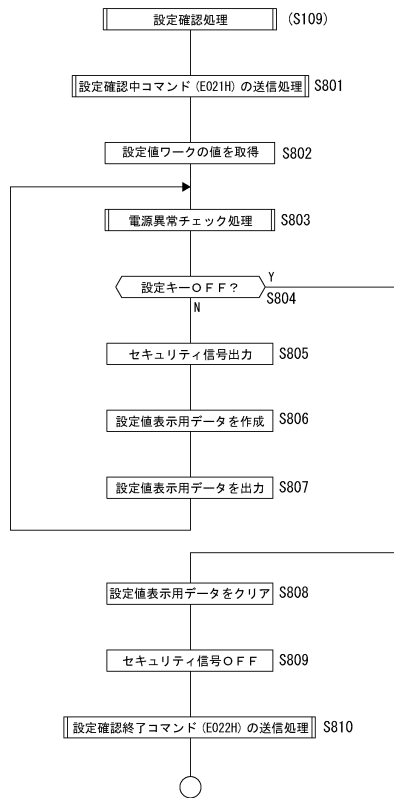 設定確認処理 (S109)
設定確認中コマンド(E021H)の送信処理 S801
設定値ワークの値を取得 S802
電源異常チェック処理 S803
設定キーOFF? Y
S804
N
セキュリティ信号出力 S805
設定値表示用データを作成 S806
設定値表示用データを出力 S807
設定値表示用データをクリア S808
セキュリティ信号OFF S809
設定確認終了コマンド(E022H)の送信処理 S810